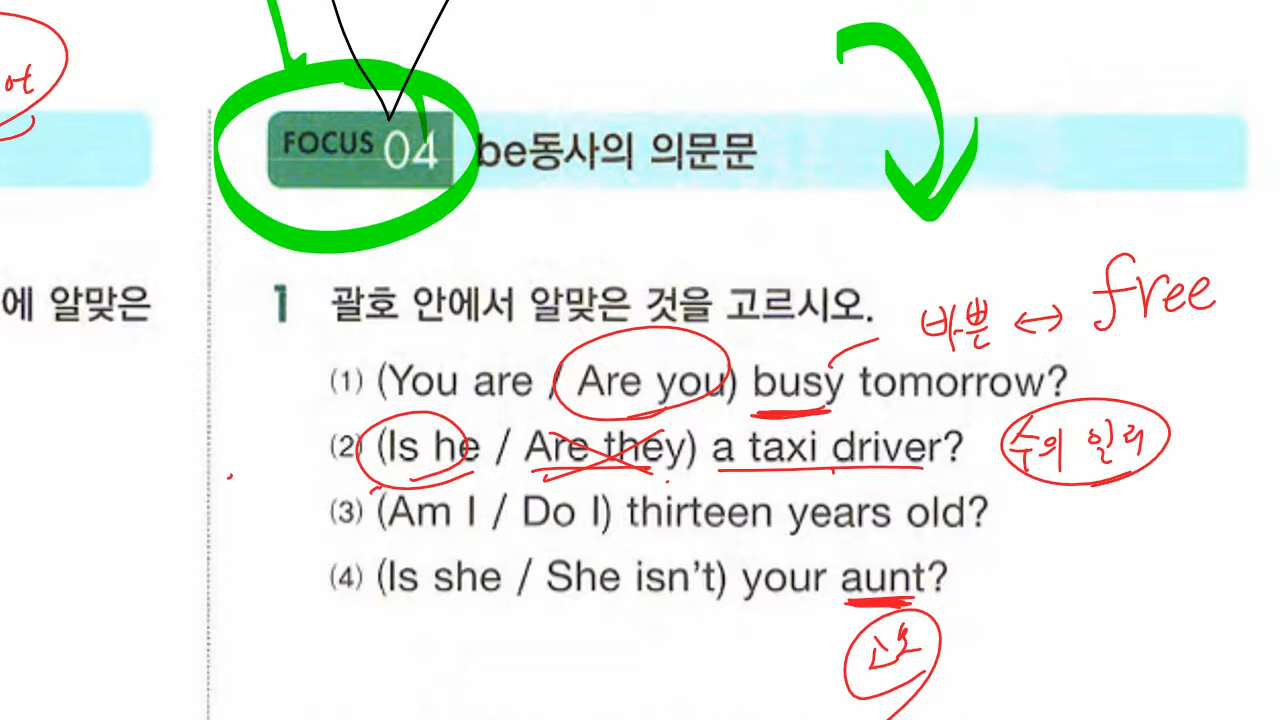 어
FOCUS 04 be동사의 의문문
에 알맞은
1 괄호 안에서 알맞은 것을 고르시오.
바쁜 ↔ free
(1) (You are / Are you) busy tomorrow?
(2) (Is he / Are they) a taxi driver?
수의 일치
(3) (Am I / Do I) thirteen years old?
(4) (Is she / She isn't) your aunt?